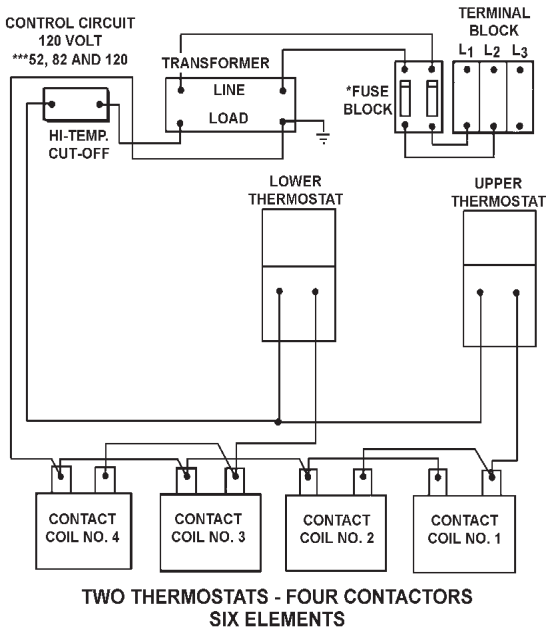 CONTROL CIRCUIT
120 VOLT
***52, 82 AND 120
TRANSFORMER
LINE
LOAD
*FUSE
BLOCK
TERMINAL
BLOCK
L1 L2 L3
HI-TEMP.
CUT-OFF
LOWER
THERMOSTAT
UPPER
THERMOSTAT
CONTACT
COIL NO. 4
CONTACT
COIL NO. 3
CONTACT
COIL NO. 2
CONTACT
COIL NO. 1
TWO THERMOSTATS - FOUR CONTACTORS
SIX ELEMENTS